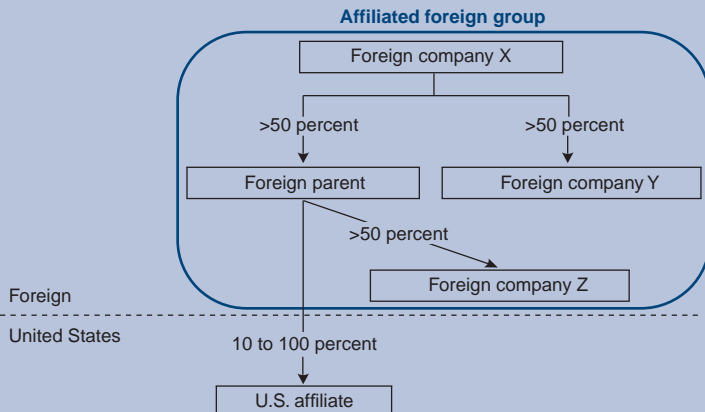 Affiliated foreign group
Foreign company X
>50 percent
>50 percent
Foreign parent
Foreign company Y
>50 percent
Foreign company Z
Foreign
United States
10 to 100 percent
U.S. affiliate